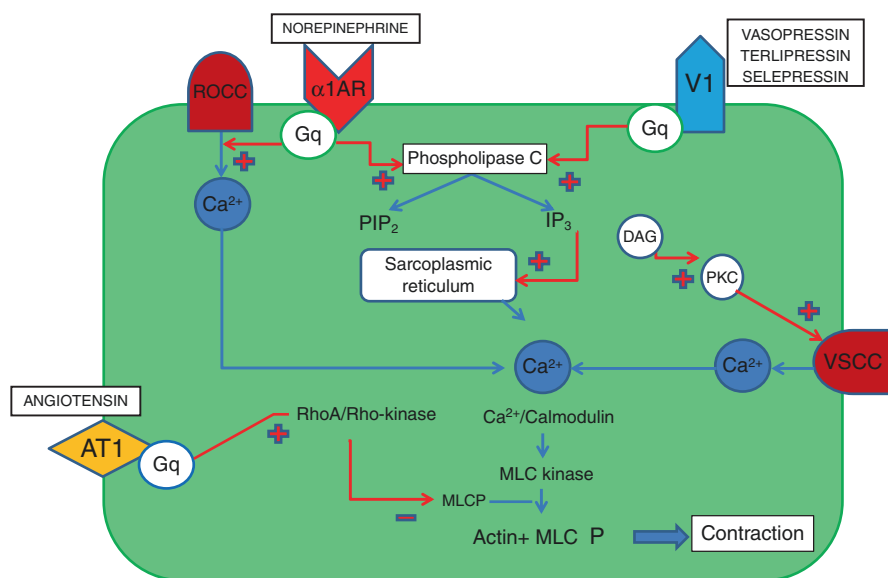 NOREPINEPHRINE
VASOPRESSIN
TERLIPRESSIN
SELEPRESSIN
ROCC
α1AR
V1
Gq
Gq
Phospholipase C
Ca²⁺
PIP₂
IP₃
DAG
PKC
Sarcoplasmic
reticulum
Ca²⁺
Ca²⁺
VSCC
ANGIOTENSIN
AT1
Gq
RhoA/Rho-kinase
Ca²⁺/Calmodulin
MLC kinase
MLCP
Actin+ MLC P
Contraction